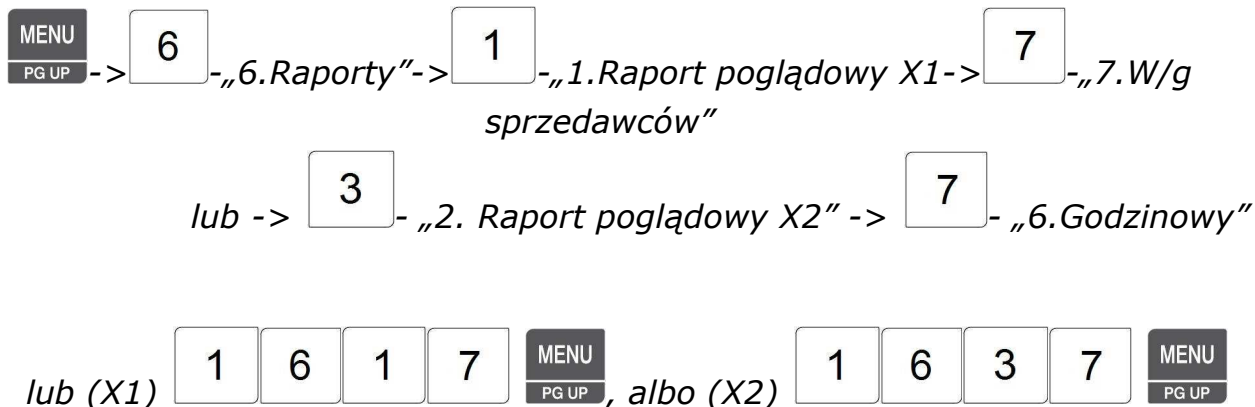 MENU PG UP -> 6 -„6.Raporty”-> 1 -„1.Raport poglądowy X1-> 7 -„7.W/g
sprzedawców”
lub -> 3 - „2. Raport poglądowy X2” -> 7 - „6.Godzinowy”
lub (X1) 1 6 1 7 MENU PG UP, albo (X2) 1 6 3 7 MENU PG UP